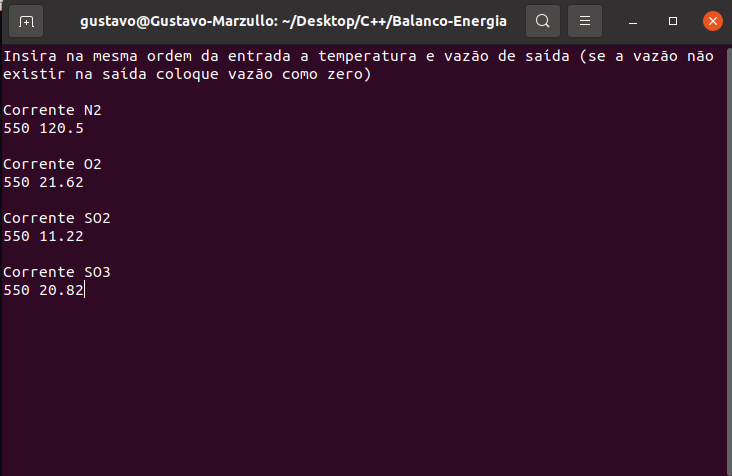 gustavo@Gustavo-Marzullo: ~/Desktop/C++/Balanco-Energia
Insira na mesma ordem da entrada a temperatura e vazão de saída (se a vazão não
existir na saída coloque vazão como zero)
Corrente N2
550 120.5
Corrente O2
550 21.62
Corrente SO2
550 11.22
Corrente SO3
550 20.82